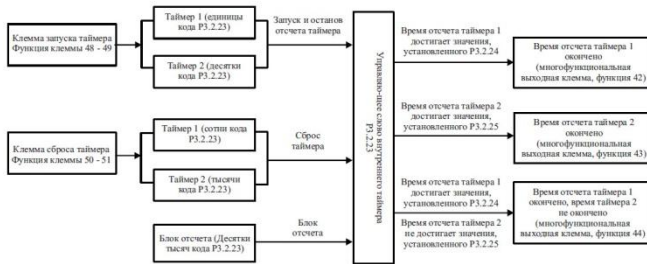 Клемма запуска таймера
Функция клеммы 48 - 49
Таймер 1 (единицы
кода P3.2.23)
Таймер 2 (десятки
кода P3.2.23)
Запуск и останов
отсчета таймера
Клемма сброса таймера
Функция клеммы 50 - 51
Таймер 1 (сотни кода
P3.2.23)
Таймер 2 (тысячи
кода P3.2.23)
Сброс
таймера
Блок отсчета (Десятки
тысяч кода P3.2.23)
Блок
отсчета
Управляю-щее слово внутреннего таймера
P3.2.23
Время отсчета таймера 1
достигает значения,
установленного P3.2.24
Время отсчета таймера 1
окончено (многофункциональная
выходная клемма, функция 42)
Время отсчета таймера 2
достигает значения,
установленного P3.2.25
Время отсчета таймера 2
окончено
(многофункциональная
выходная клемма, функция 43)
Время отсчета таймера 1
достигает значения,
установленного P3.2.24
Время отсчета таймера 2
не достигает значения,
установленного P3.2.25
Время отсчета таймера 1
окончено, время таймера 2
не окончено
(многофункциональная
выходная клемма, функция 44)